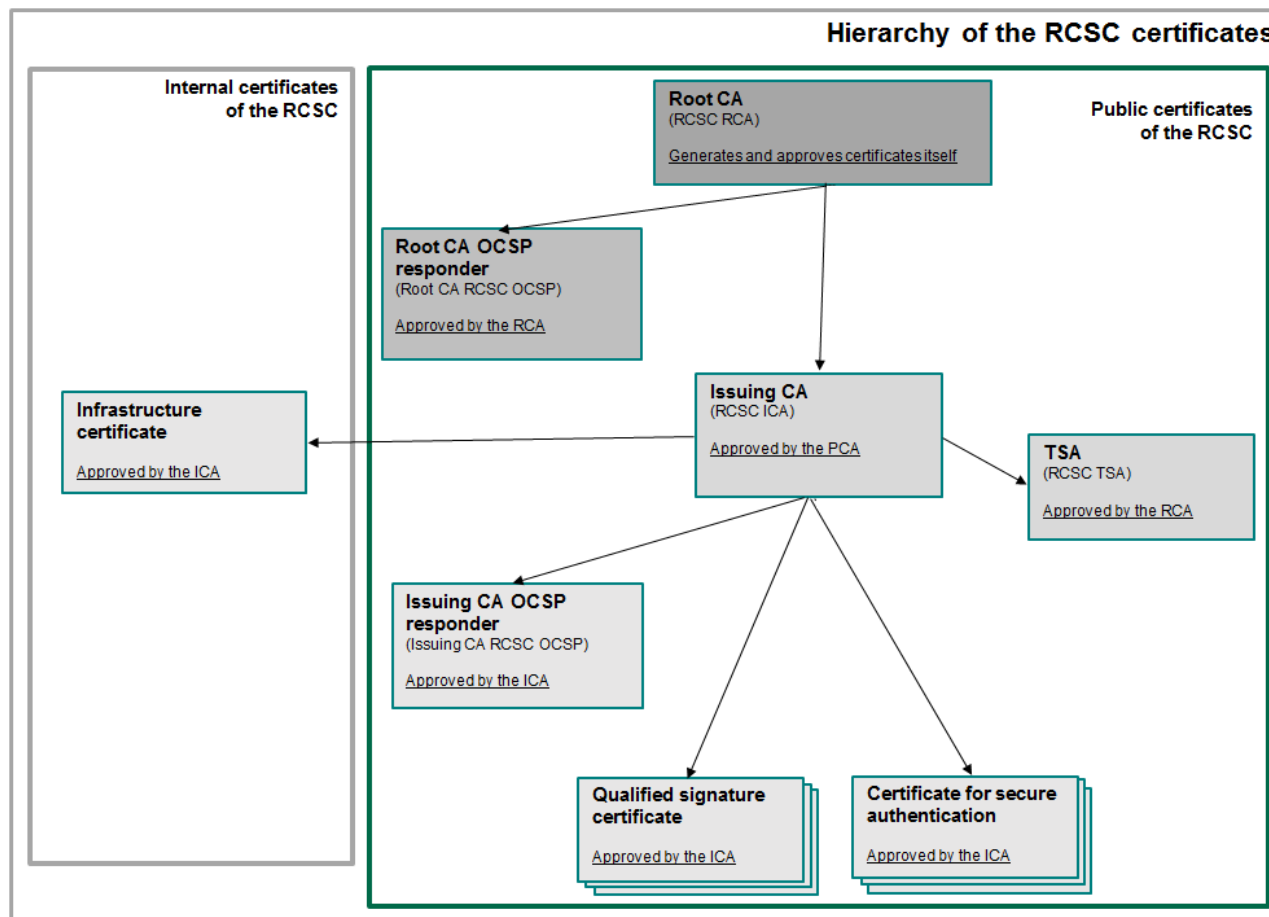 Hierarchy of the RCSC certificates
Internal certificates
of the RCSC
Public certificates
of the RCSC
Root CA
(RCSC RCA)
Generates and approves certificates itself
Root CA OCSP
responder
(Root CA RCSC OCSP)
Approved by the RCA
Issuing CA
(RCSC ICA)
Approved by the PCA
Infrastructure
certificate
Approved by the ICA
TSA
(RCSC TSA)
Approved by the RCA
Issuing CA OCSP
responder
(Issuing CA RCSC OCSP)
Approved by the ICA
Qualified signature
certificate
Approved by the ICA
Certificate for secure
authentication
Approved by the ICA